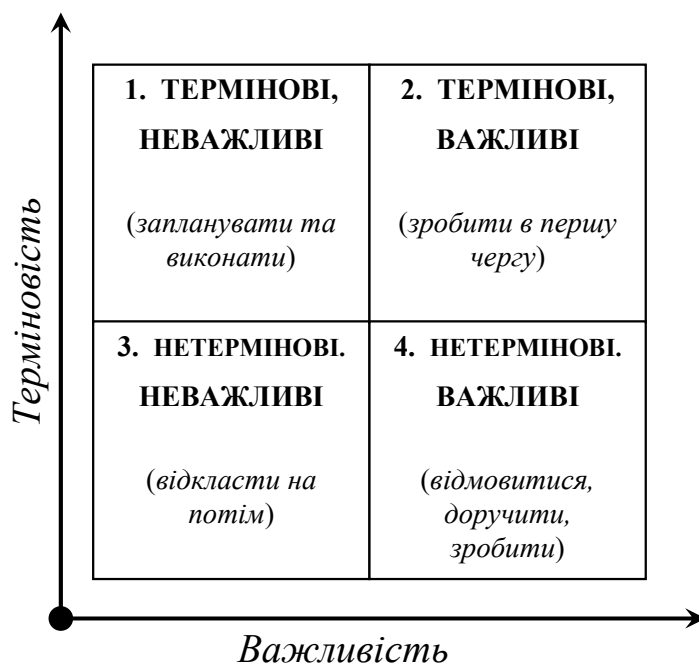 1. ТЕРМІНОВІ,
НЕВАЖЛИВІ
(запланувати та
виконати)
2. ТЕРМІНОВІ,
ВАЖЛИВІ
(зробити в першу
чергу)
3. НЕТЕРМІНОВІ.
НЕВАЖЛИВІ
(відкласти на
потім)
4. НЕТЕРМІНОВІ.
ВАЖЛИВІ
(відмовитися,
доручити,
зробити)
Терміновість
Важливість